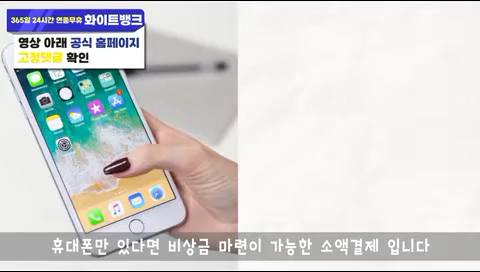 365일 24시간 연중무휴 화이트뱅크
영상 아래 공식 홈페이지
고정댓글 확인
휴대폰만 있다면 비상금 마련이 가능한 소액결제 입니다